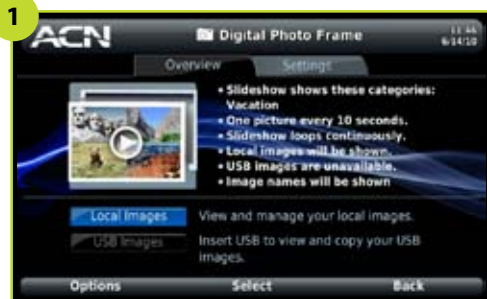 1
ACN
Digital Photo Frame
11:46
6/14/10
Overview
Settings
• Slideshow shows these categories:
Vacation
• One picture every 10 seconds.
• Slideshow loops continuously.
• Local images will be shown.
• USB images are unavailable.
• Image names will be shown
Local Images
View and manage your local images.
USB Images
Insert USB to view and copy your USB
images.
Options
Select
Back